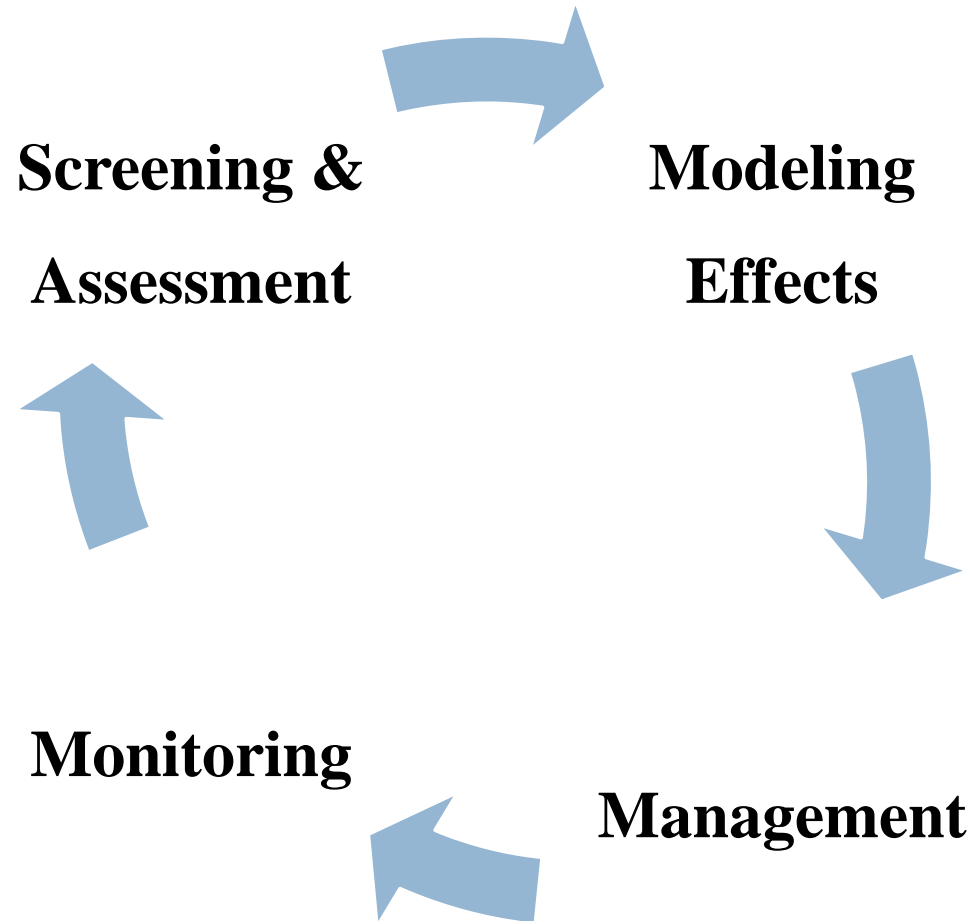 Screening &
Assessment
Modeling
Effects
Monitoring
Management